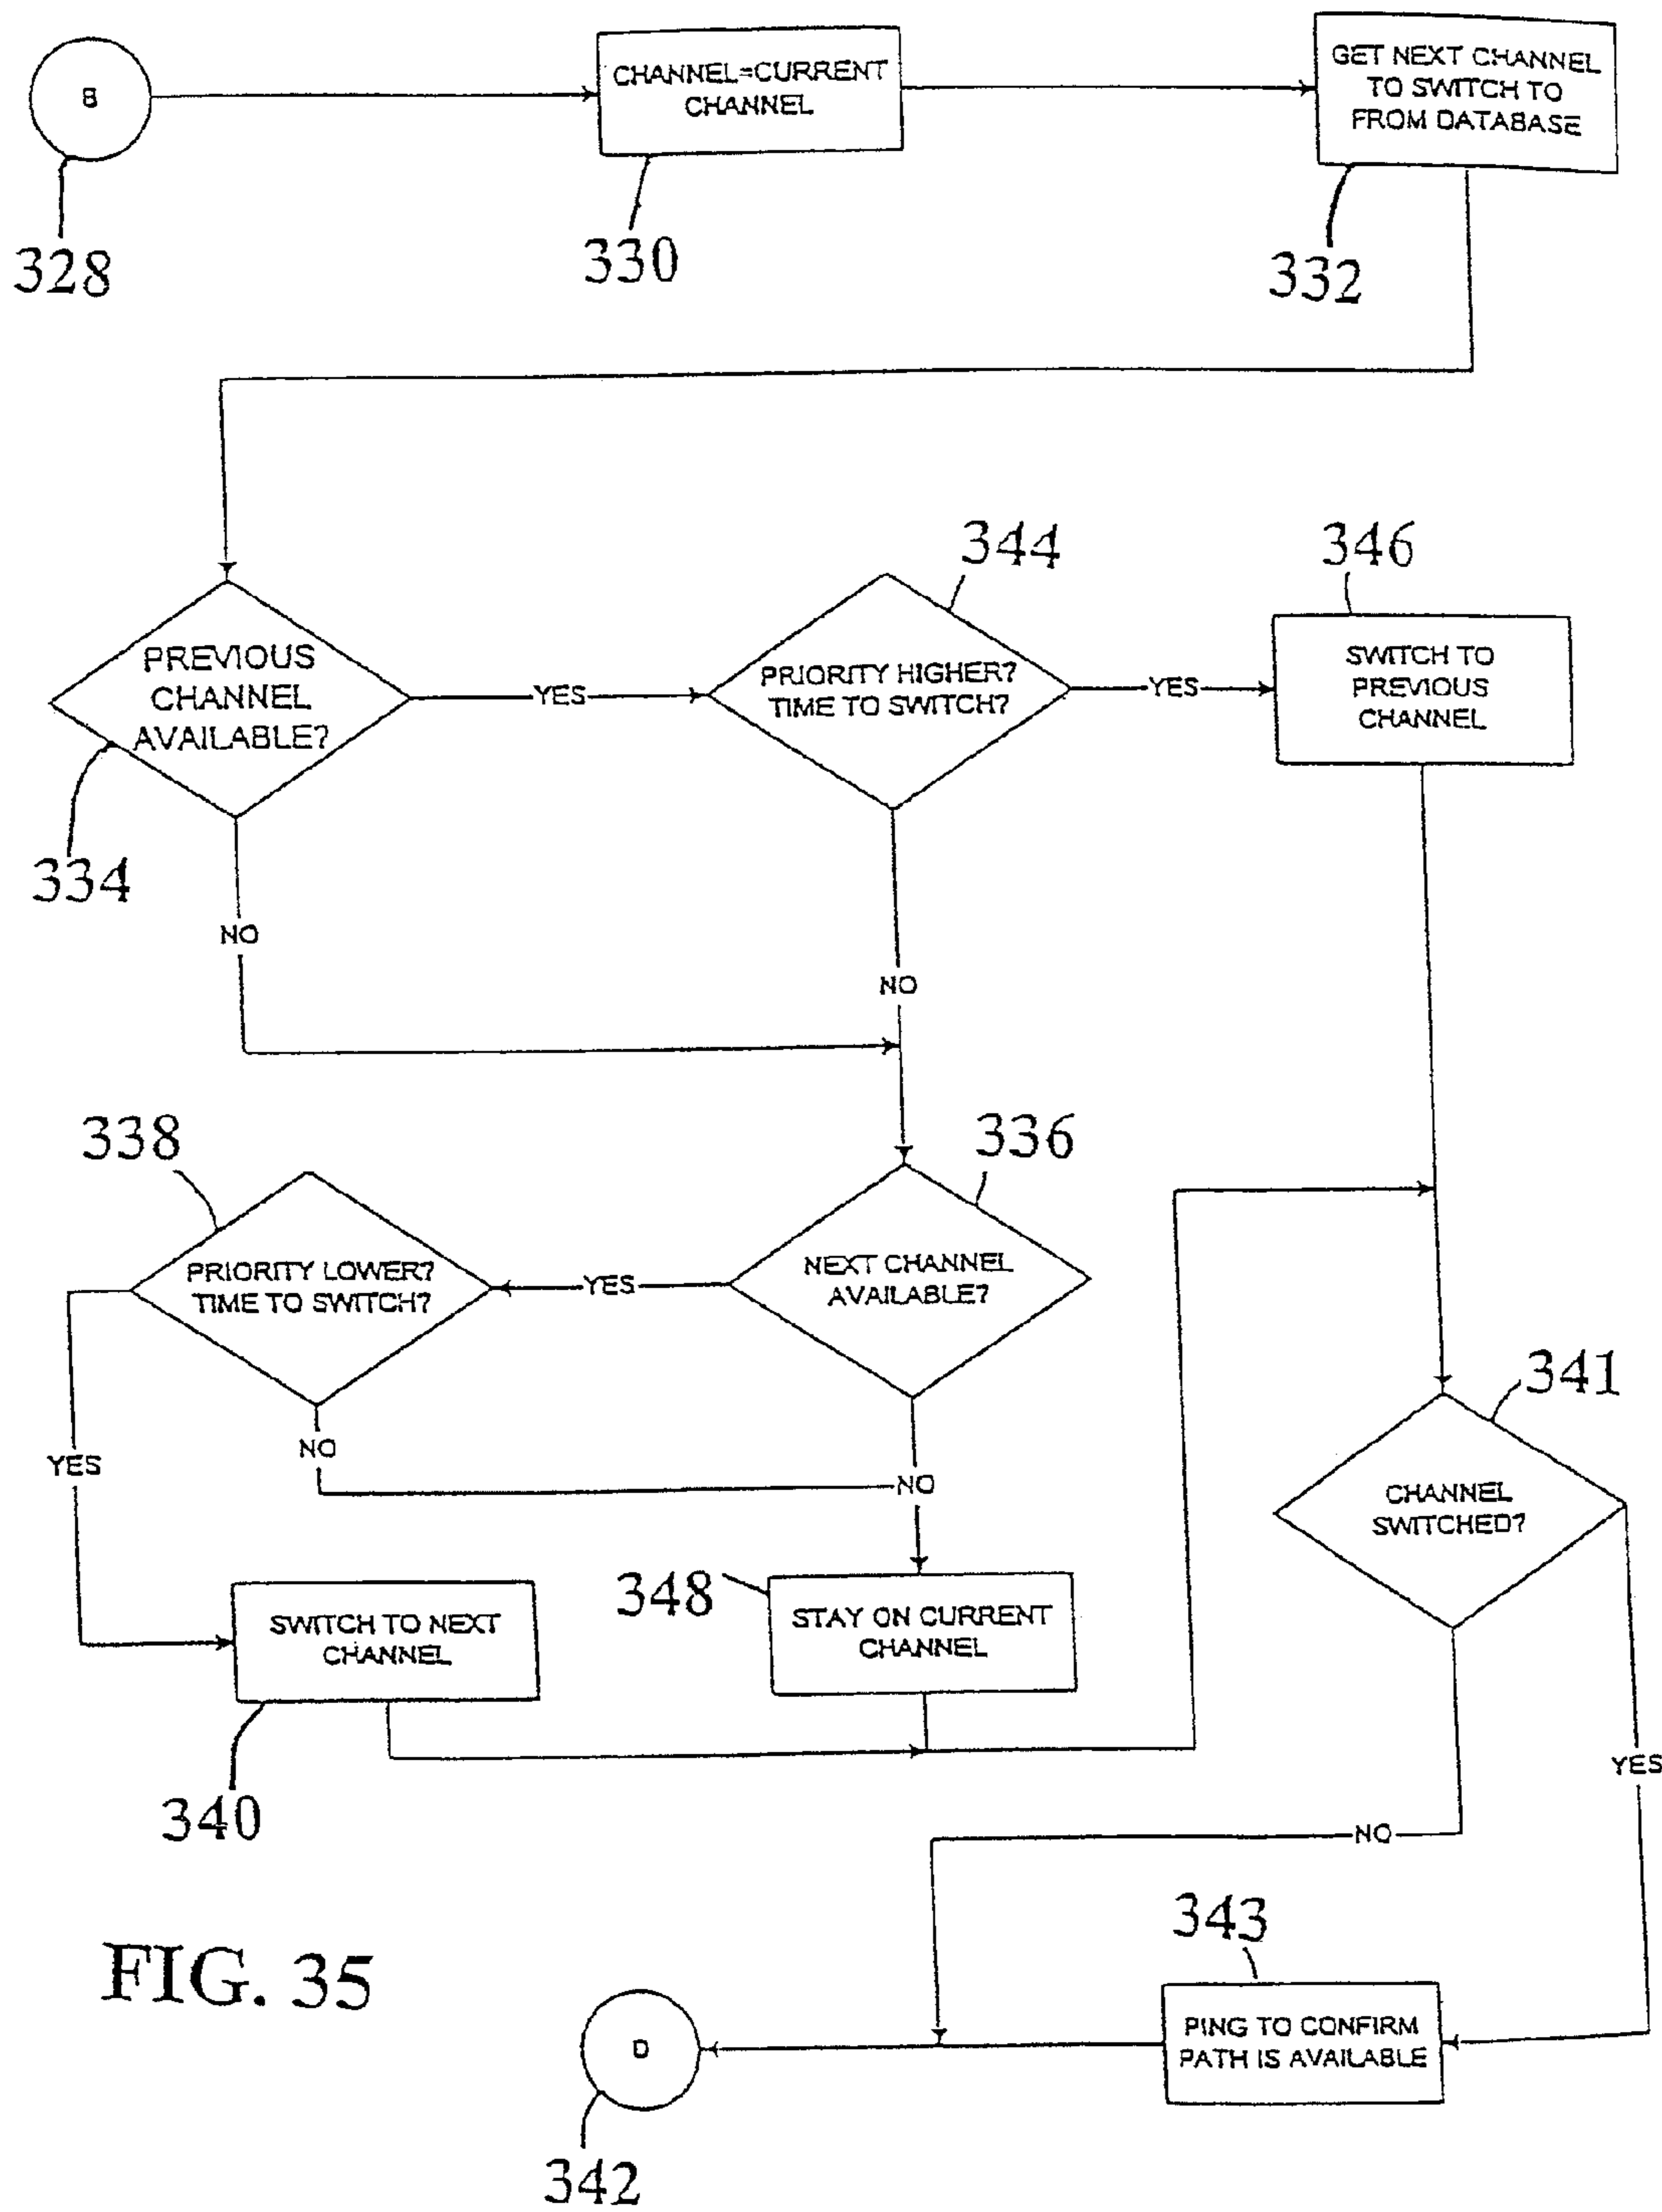 B
CHANNEL=CURRENT
CHANNEL
GET NEXT CHANNEL
TO SWITCH TO
FROM DATABASE
328
330
332
344
346
PREVIOUS
CHANNEL
AVAILABLE?
YES
PRIORITY HIGHER?
TIME TO SWITCH?
YES
SWITCH TO
PREVIOUS
CHANNEL
334
NO
NO
338
336
PRIORITY LOWER?
TIME TO SWITCH?
YES
NEXT CHANNEL
AVAILABLE?
341
YES
NO
NO
CHANNEL
SWITCHED?
348
SWITCH TO NEXT
CHANNEL
STAY ON CURRENT
CHANNEL
340
YES
NO
343
FIG. 35
D
PING TO CONFIRM
PATH IS AVAILABLE
342